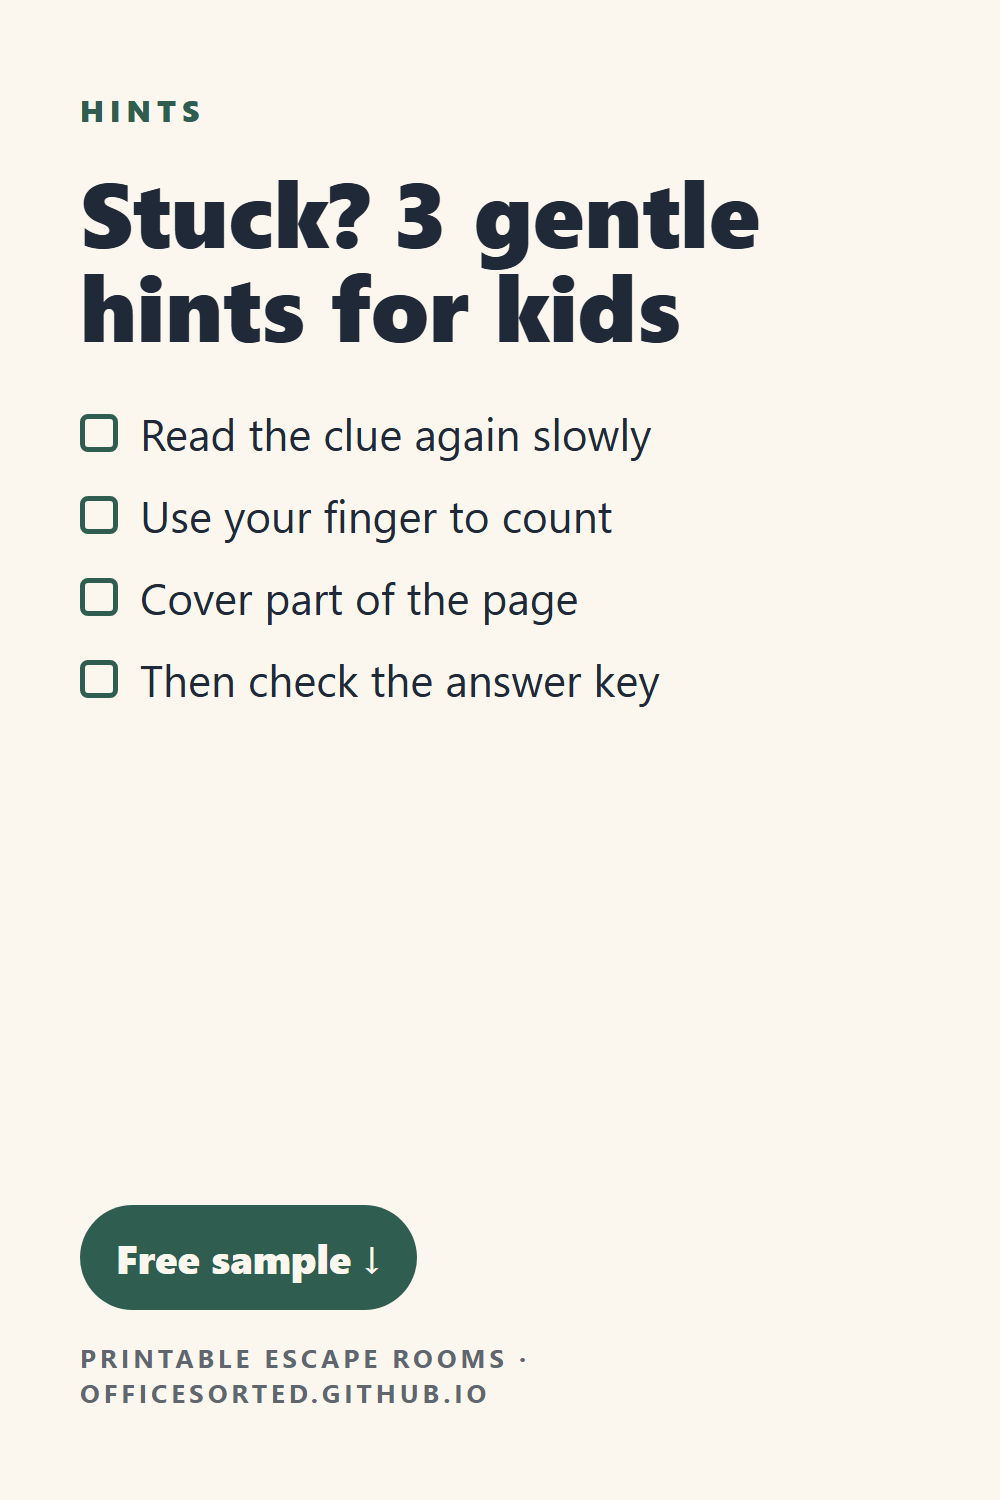 HINTS
Stuck? 3 gentle
hints for kids
Read the clue again slowly
Use your finger to count
Cover part of the page
Then check the answer key
Free sample ↓
PRINTABLE ESCAPE ROOMS ·
OFFICESORTED.GITHUB.IO